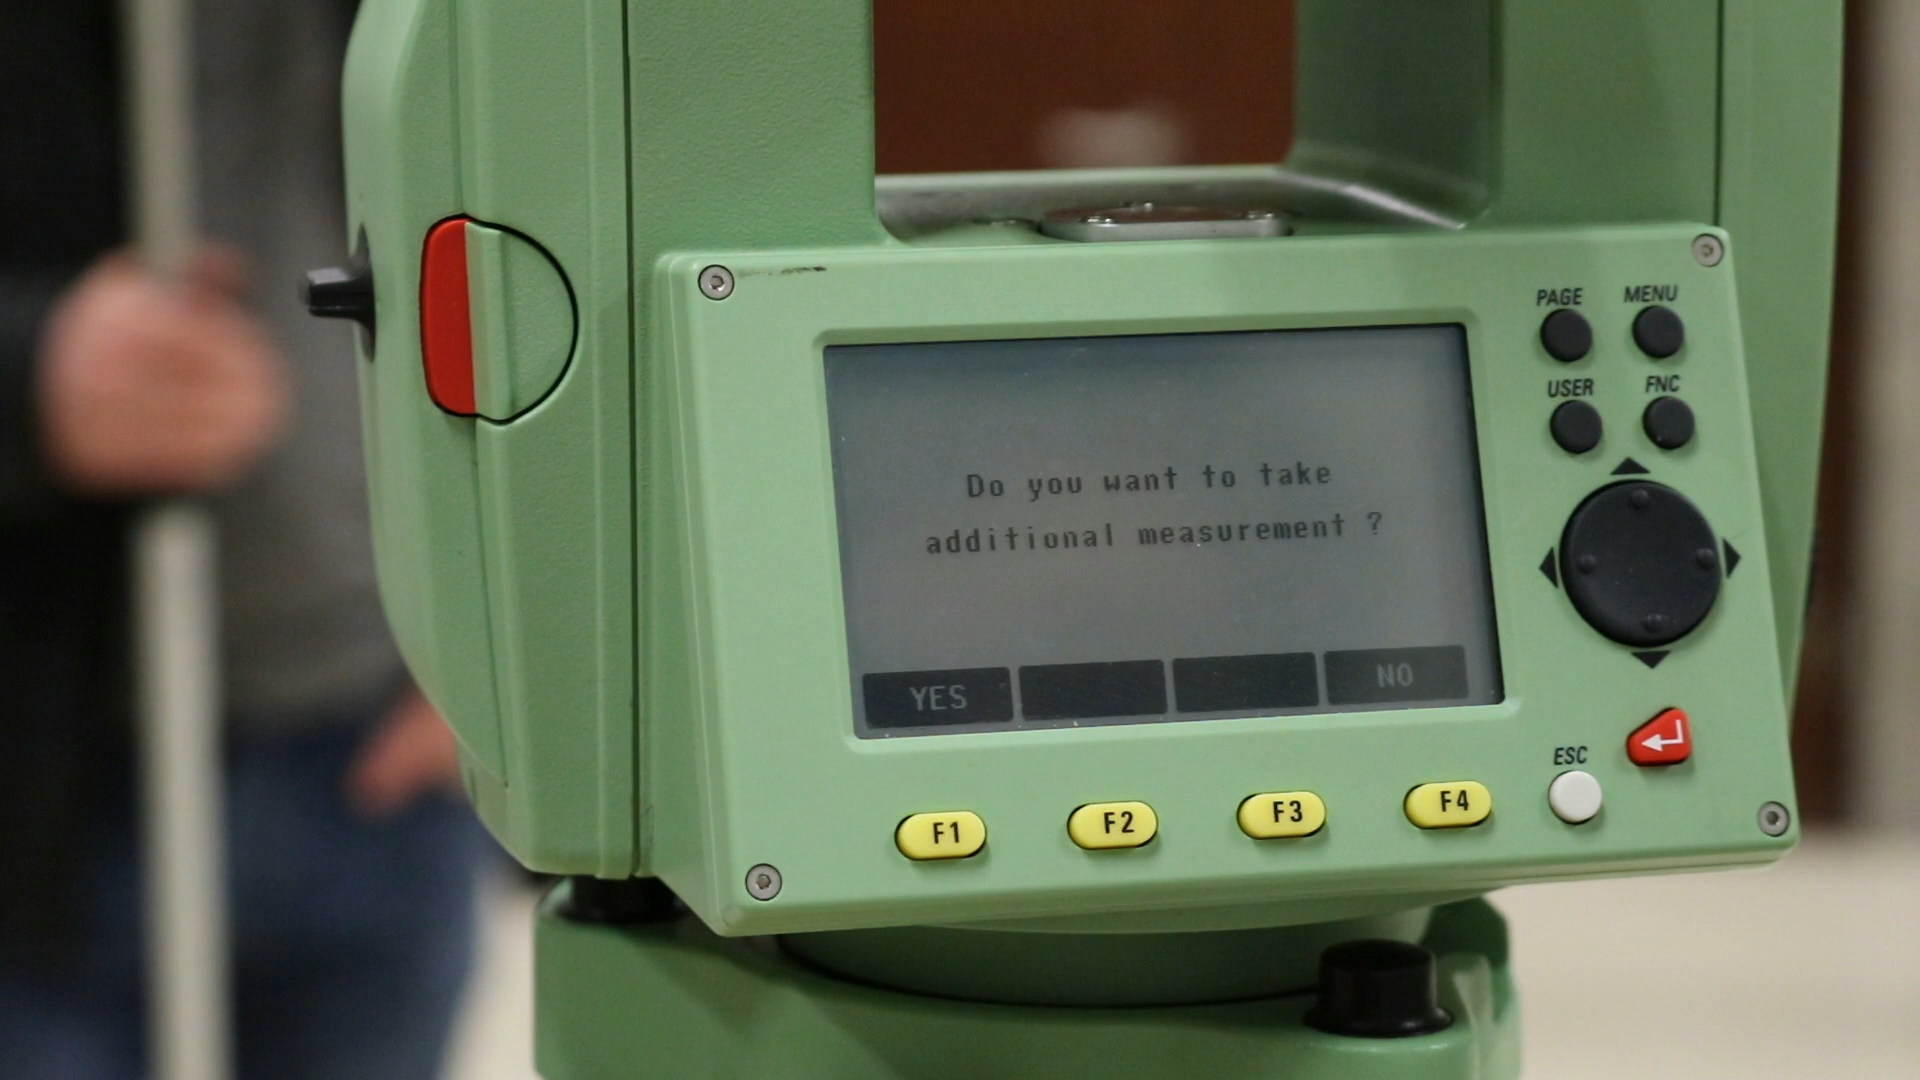 PAGE MENU
USER FNC
Do you want to take
additional measurement ?
YES NO
ESC
F1 F2 F3 F4